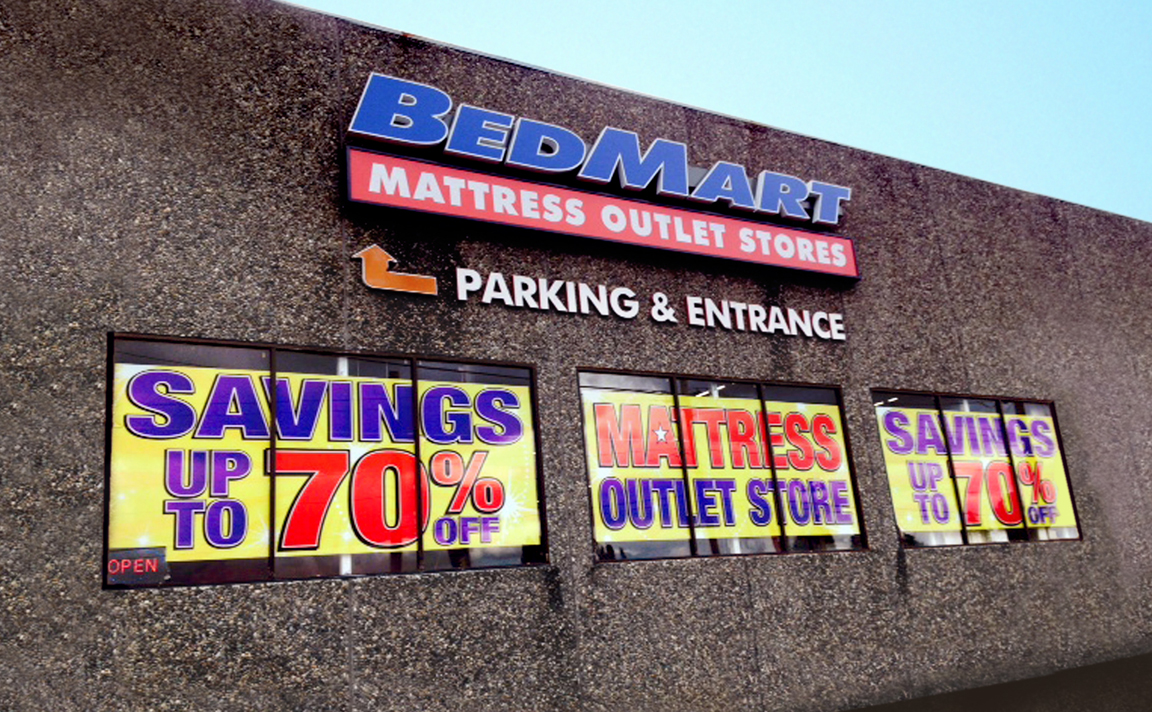 BEDMART
MATTRESS OUTLET STORES
PARKING & ENTRANCE
SAVINGS
UP
TO
70%
OFF
OPEN
MATTRESS
OUTLET STORE
SAVINGS
UP
TO
70%
OFF